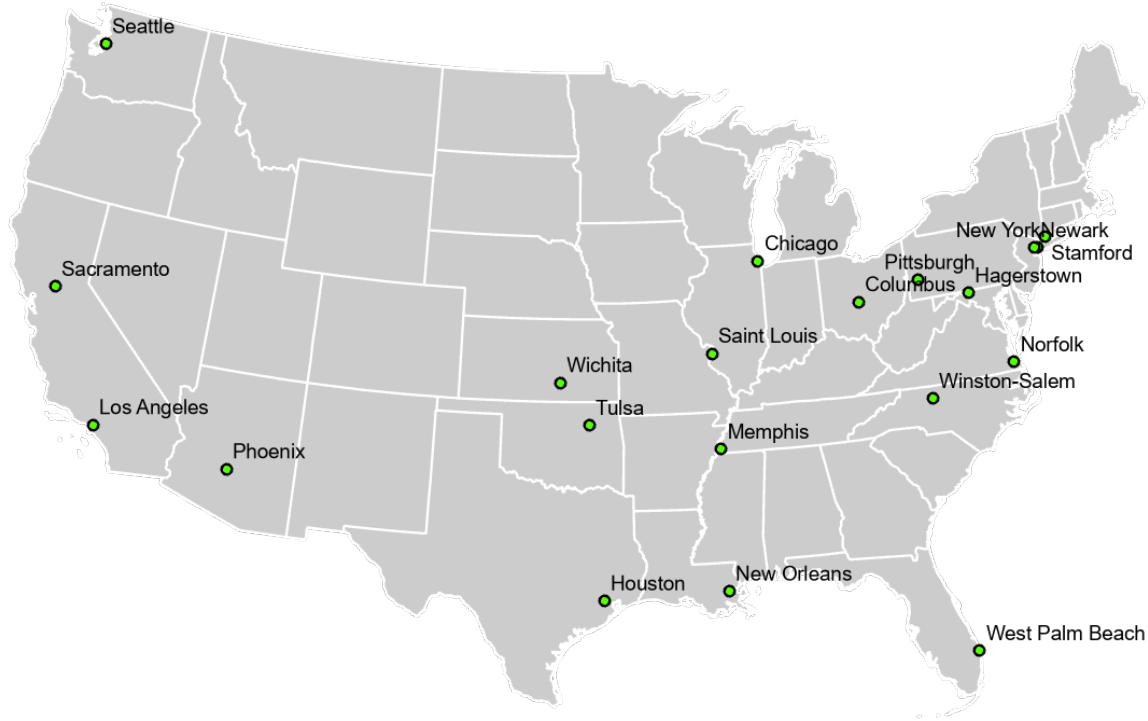 Seattle
New York
Newark
Stamford
Chicago
Pittsburgh
Sacramento
Hagerstown
Columbus
Saint Louis
Norfolk
Wichita
Winston-Salem
Los Angeles
Tulsa
Memphis
Phoenix
New Orleans
Houston
West Palm Beach